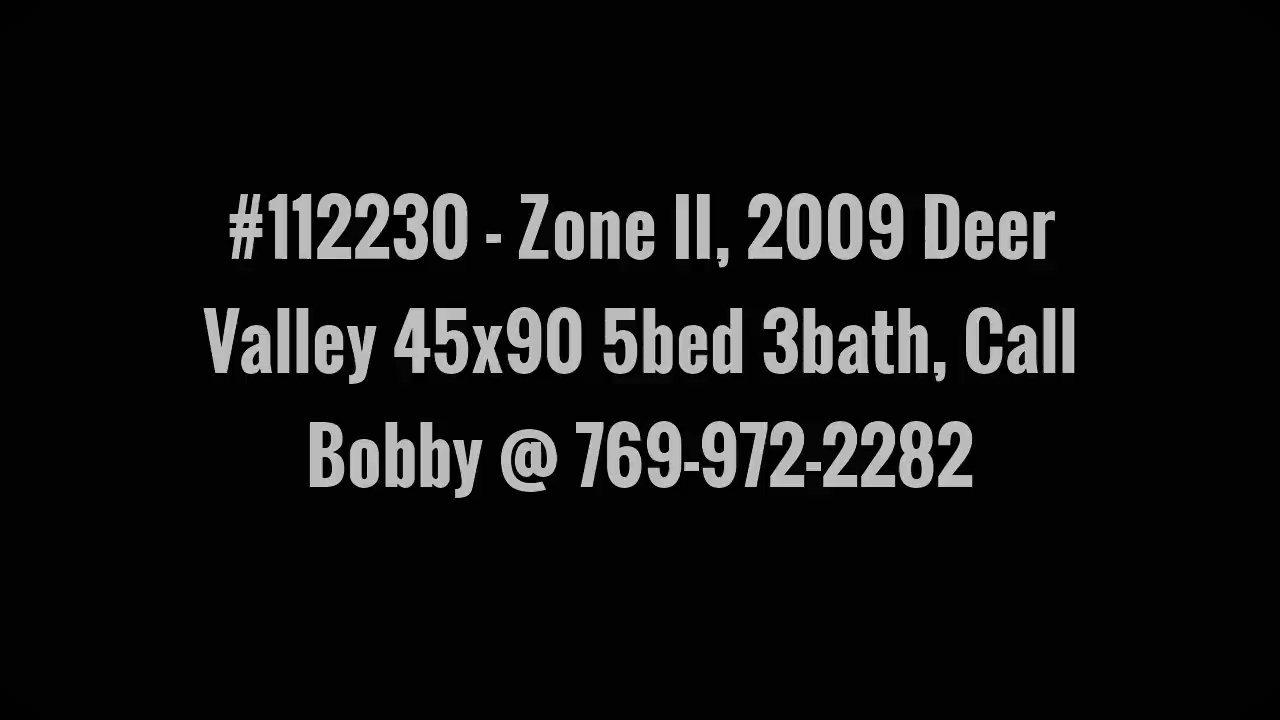 #112230 - Zone II, 2009 Deer
Valley 45x90 5bed 3bath, Call
Bobby @ 769-972-2282